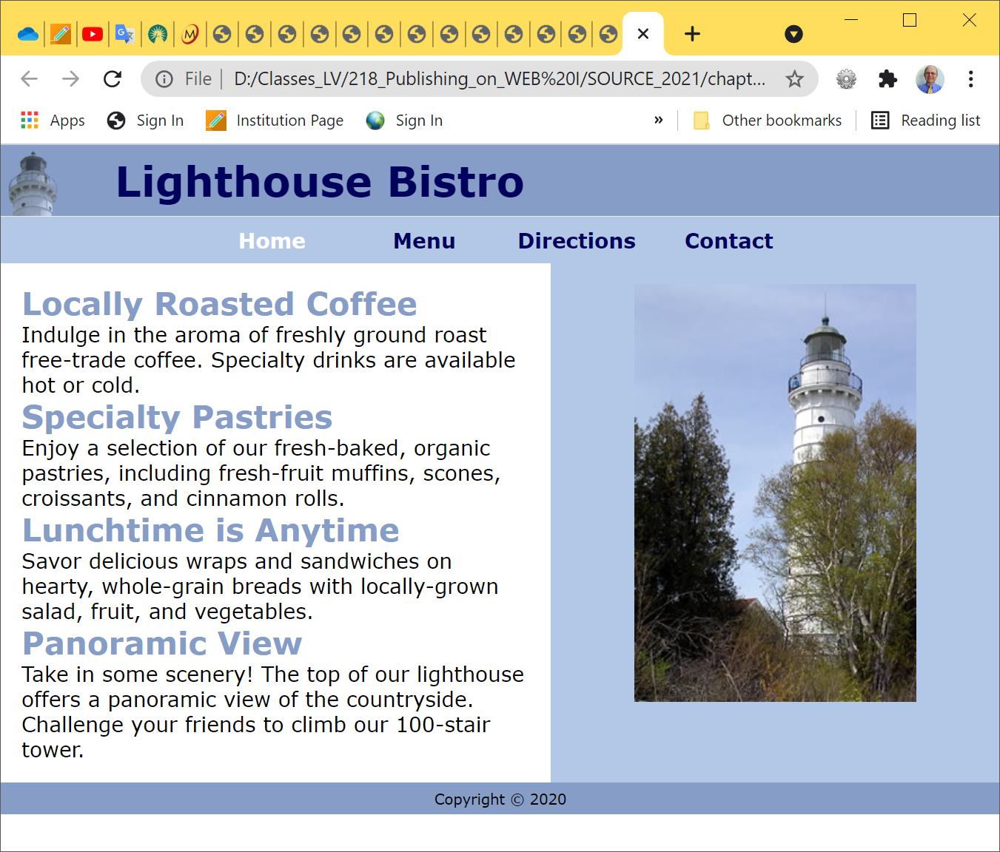 File
D:/Classes_LV/218_Publishing_on_WEB%20I/SOURCE_2021/chapt...
Apps
Sign In
Institution Page
Sign In
»
Other bookmarks
Reading list
Lighthouse Bistro
Home Menu Directions Contact
Locally Roasted Coffee
Indulge in the aroma of freshly ground roast
free-trade coffee. Specialty drinks are available
hot or cold.
Specialty Pastries
Enjoy a selection of our fresh-baked, organic
pastries, including fresh-fruit muffins, scones,
croissants, and cinnamon rolls.
Lunchtime is Anytime
Savor delicious wraps and sandwiches on
hearty, whole-grain breads with locally-grown
salad, fruit, and vegetables.
Panoramic View
Take in some scenery! The top of our lighthouse
offers a panoramic view of the countryside.
Challenge your friends to climb our 100-stair
tower.
Copyright © 2020